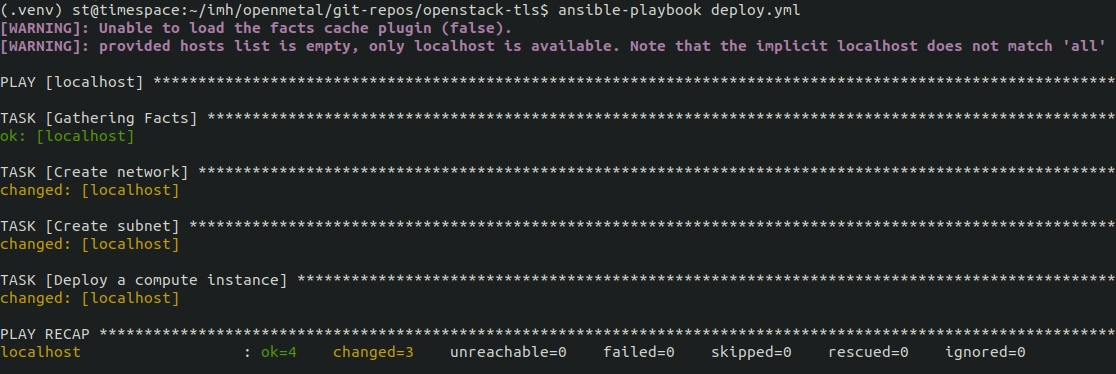 (.venv) st@timespace:~/imh/openmetal/git-repos/openstack-tls$ ansible-playbook deploy.yml
[WARNING]: Unable to load the facts cache plugin (false).
[WARNING]: provided hosts list is empty, only localhost is available. Note that the implicit localhost does not match 'all'
PLAY [localhost] ***********************************************************************************************************
TASK [Gathering Facts] *****************************************************************************************************
ok: [localhost]
TASK [Create network] ******************************************************************************************************
changed: [localhost]
TASK [Create subnet] *******************************************************************************************************
changed: [localhost]
TASK [Deploy a compute instance] *******************************************************************************************
changed: [localhost]
PLAY RECAP *****************************************************************************************************************
localhost                  : ok=4    changed=3    unreachable=0    failed=0    skipped=0    rescued=0    ignored=0